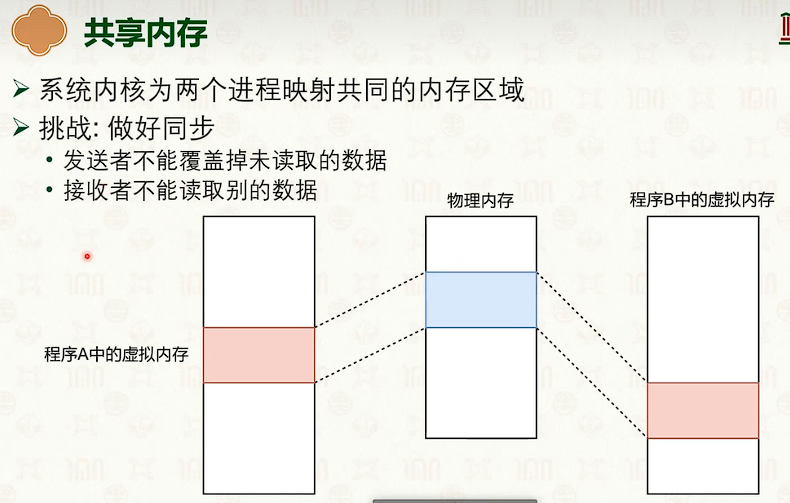 共享内存
➢ 系统内核为两个进程映射共同的内存区域
➢ 挑战: 做好同步
• 发送者不能覆盖掉未读取的数据
• 接收者不能读取别的数据
物理内存
程序B中的虚拟内存
程序A中的虚拟内存